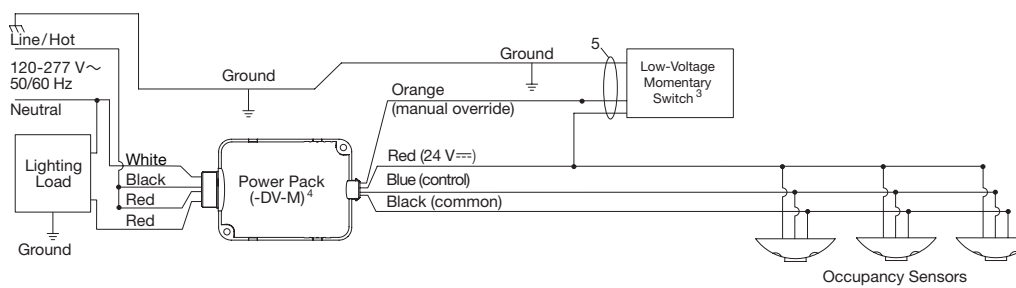 Line/Hot
120-277 V~
50/60 Hz
Neutral
Lighting
Load
Ground
White
Black
Red
Red
Ground
Power Pack
(-DV-M)4
Ground
5
Low-Voltage
Momentary
Switch3
Orange
(manual override)
Red (24 V⎓)
Blue (control)
Black (common)
Occupancy Sensors